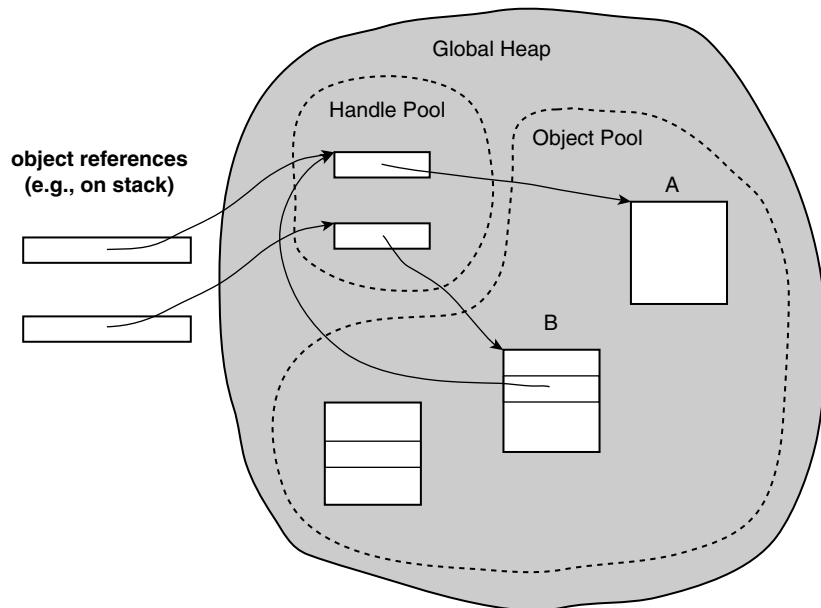 Global Heap
Handle Pool
Object Pool
object references
(e.g., on stack)
A
B